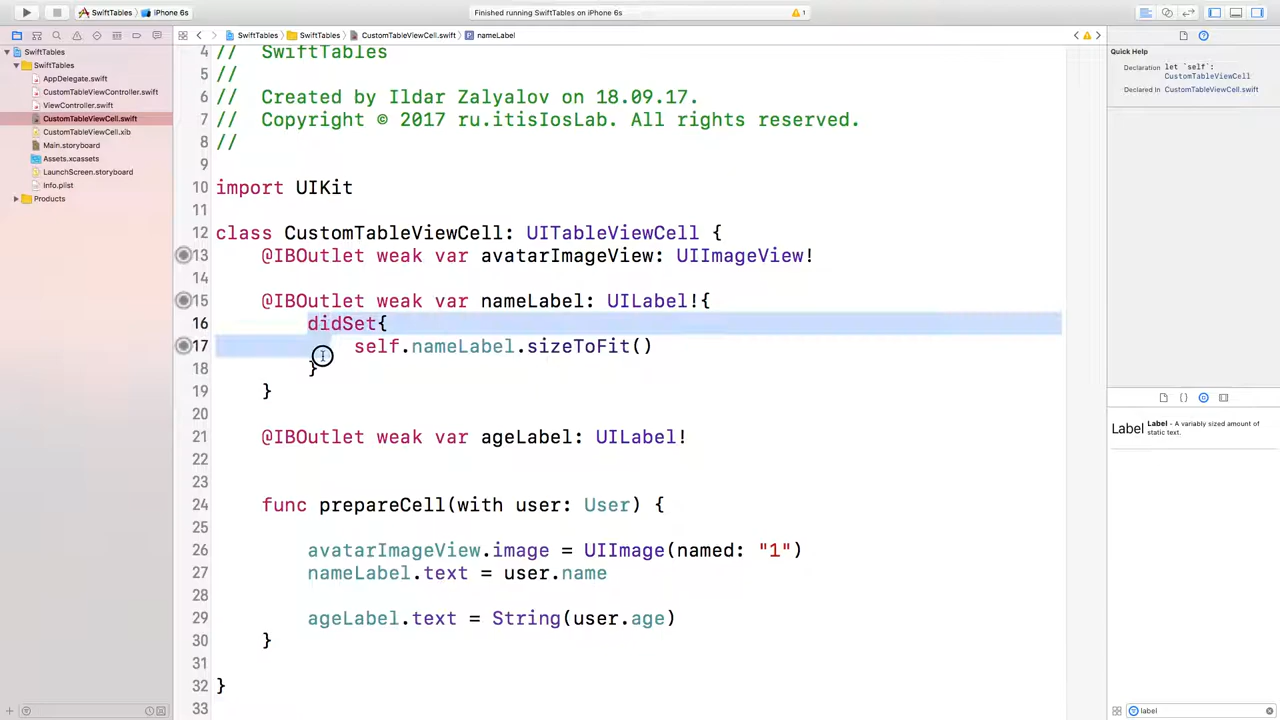 SwiftTables
iPhone 6s
Finished running SwiftTables on iPhone 6s
1
SwiftTables
SwiftTables
CustomTableViewCell.swift
nameLabel
SwiftTables
SwiftTables
AppDelegate.swift
CustomTableViewController.swift
ViewController.swift
CustomTableViewCell.swift
CustomTableViewCell.xib
Main.storyboard
Assets.xcassets
LaunchScreen.storyboard
Info.plist
Products
4 //  SwiftTables
5 //
6 //  Created by Ildar Zalyalov on 18.09.17.
7 //  Copyright © 2017 ru.itisIosLab. All rights reserved.
8 //
9
10 import UIKit
11
12 class CustomTableViewCell: UITableViewCell {
13     @IBOutlet weak var avatarImageView: UIImageView!
14
15     @IBOutlet weak var nameLabel: UILabel!{
16         didSet{
17             self.nameLabel.sizeToFit()
18         }
19     }
20
21     @IBOutlet weak var ageLabel: UILabel!
22
23
24     func prepareCell(with user: User) {
25
26         avatarImageView.image = UIImage(named: "1")
27         nameLabel.text = user.name
28
29         ageLabel.text = String(user.age)
30     }
31
32 }
33
Quick Help
Declaration let `self`:
CustomTableViewCell
Declared In CustomTableViewCell.swift
Label Label - A variably sized amount of
static text.
label